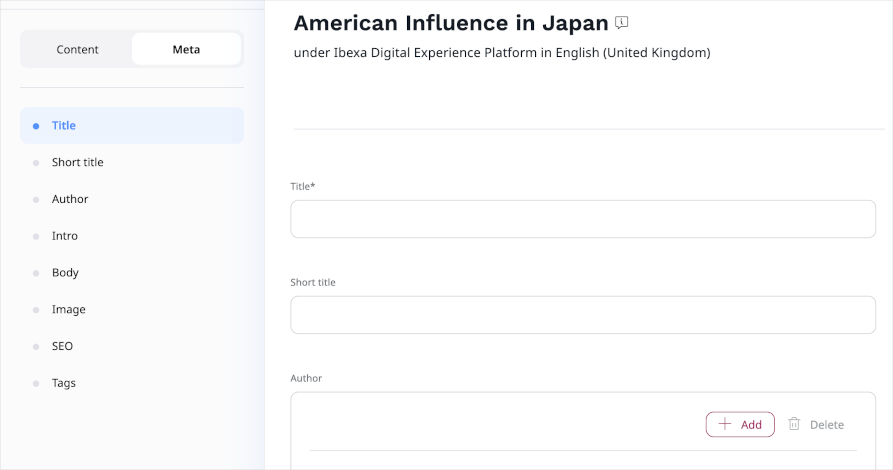 Content
Meta
Title
Short title
Author
Intro
Body
Image
SEO
Tags
American Influence in Japan
under Ibexa Digital Experience Platform in English (United Kingdom)
Title*
Short title
Author
Add
Delete